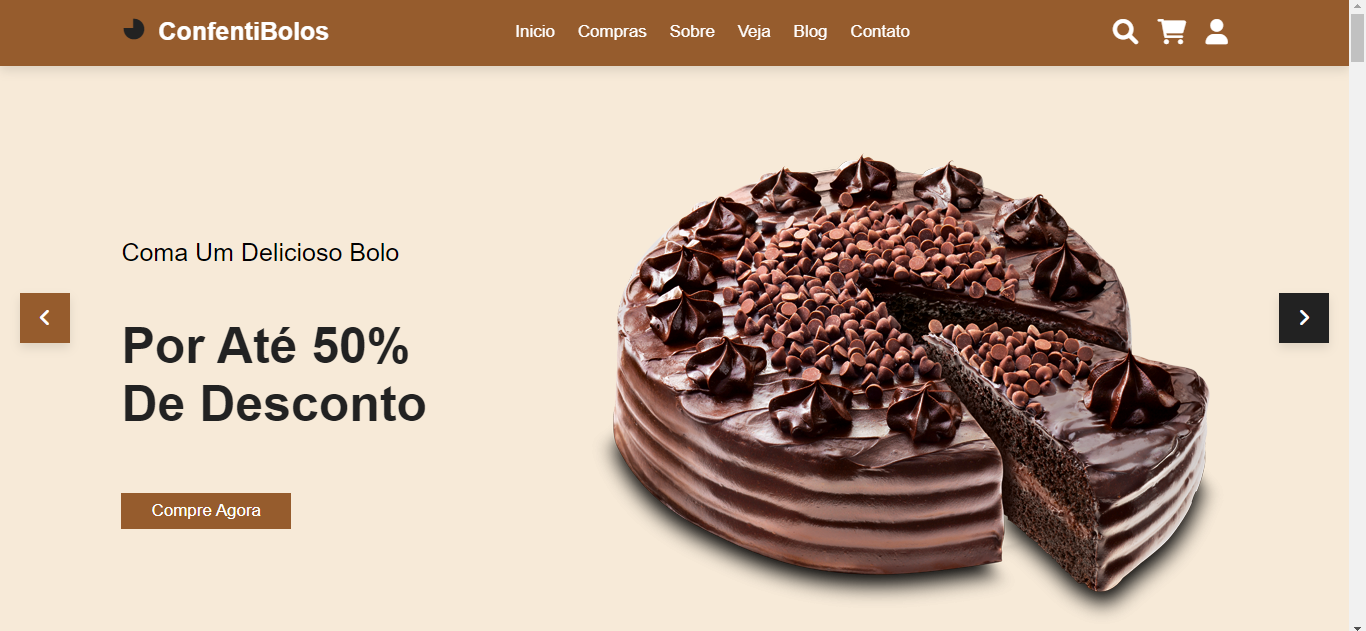 ConfentiBolos
Inicio Compras Sobre Veja Blog Contato
Coma Um Delicioso Bolo
Por Até 50%
De Desconto
Compre Agora